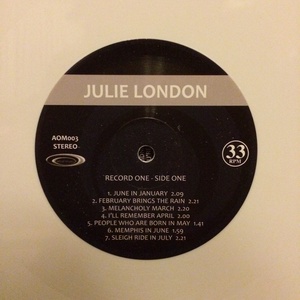 JULIE LONDON
AOM003
STEREO
33
RPM
RECORD ONE - SIDE ONE
1. JUNE IN JANUARY 2.09
2. FEBRUARY BRINGS THE RAIN 2.20
3. MELANCHOLY MARCH 2.20
4. I'LL REMEMBER APRIL 2.00
5. PEOPLE WHO ARE BORN IN MAY 1.41
6. MEMPHIS IN JUNE 1.59
7. SLEIGH RIDE IN JULY 2.21